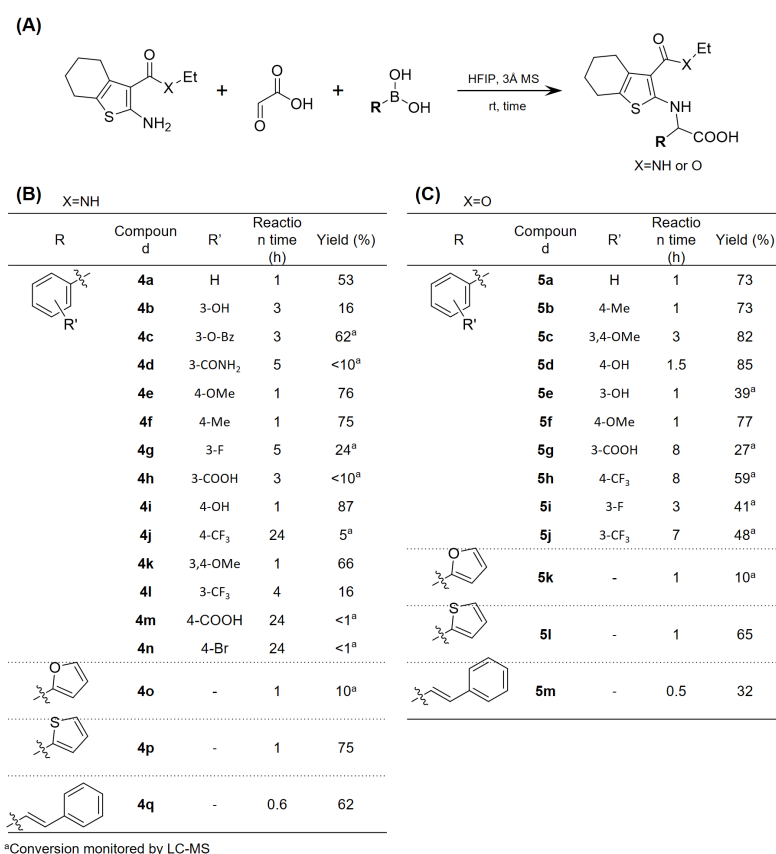 (A)
O
X
Et
S
NH₂
+
O
OH
O
+
OH
B
R
OH
HFIP, 3Å MS
rt, time
O
X
Et
S
NH
R
COOH
X=NH or O
(B)
X=NH
R Compoun d R' Reactio n time (h) Yield (%)
R'
4a H 1 53
4b 3-OH 3 16
4c 3-O-Bz 3 62ᵃ
4d 3-CONH₂ 5 <10ᵃ
4e 4-OMe 1 76
4f 4-Me 1 75
4g 3-F 5 24ᵃ
4h 3-COOH 3 <10ᵃ
4i 4-OH 1 87
4j 4-CF₃ 24 5ᵃ
4k 3,4-OMe 1 66
4l 3-CF₃ 4 16
4m 4-COOH 24 <1ᵃ
4n 4-Br 24 <1ᵃ
O 4o - 1 10ᵃ
S 4p - 1 75
4q - 0.6 62
ᵃConversion monitored by LC-MS
(C)
X=O
R Compoun d R' Reactio n time (h) Yield (%)
R'
5a H 1 73
5b 4-Me 1 73
5c 3,4-OMe 3 82
5d 4-OH 1.5 85
5e 3-OH 1 39ᵃ
5f 4-OMe 1 77
5g 3-COOH 8 27ᵃ
5h 4-CF₃ 8 59ᵃ
5i 3-F 3 41ᵃ
5j 3-CF₃ 7 48ᵃ
O 5k - 1 10ᵃ
S 5l - 1 65
5m - 0.5 32